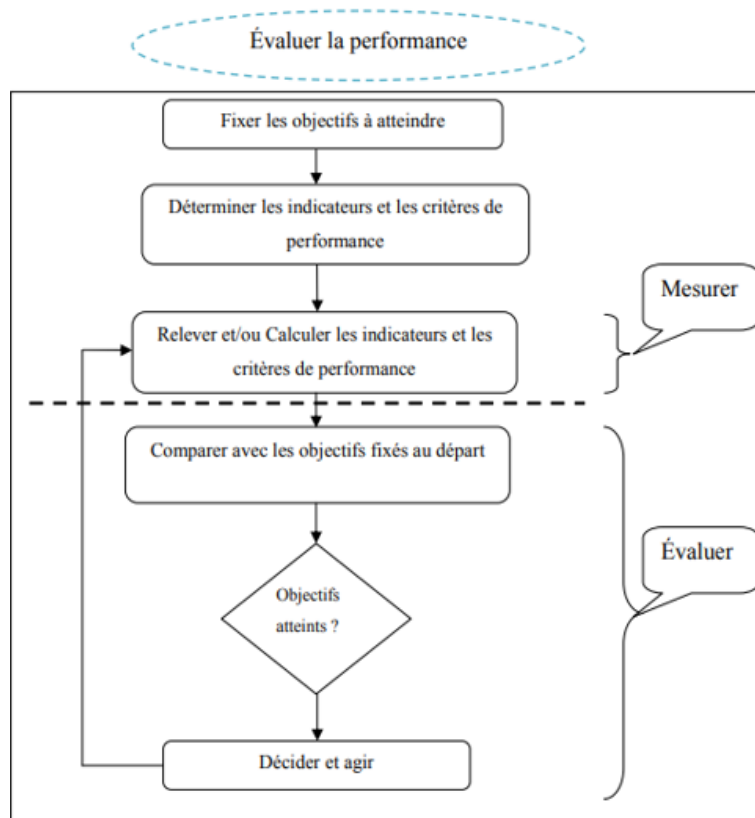 Évaluer la performance
Fixer les objectifs à atteindre
Déterminer les indicateurs et les critères de
performance
Mesurer
Relever et/ou Calculer les indicateurs et les
critères de performance
Comparer avec les objectifs fixés au départ
Évaluer
Objectifs
atteints ?
Décider et agir